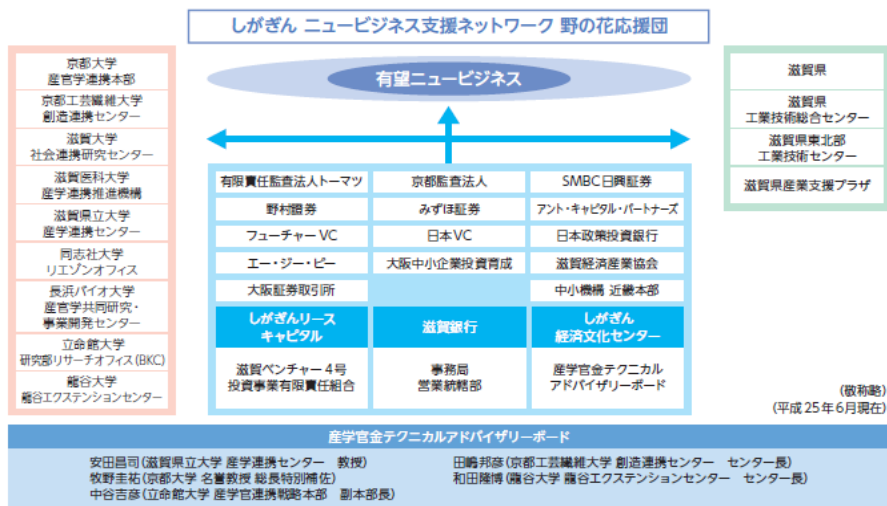 しがぎん ニュービジネス支援ネットワーク 野の花応援団
有望ニュービジネス
京都大学
産官学連携本部
京都工芸繊維大学
創造連携センター
滋賀大学
社会連携研究センター
滋賀医科大学
産学連携推進機構
滋賀県立大学
産学連携センター
同志社大学
リエゾンオフィス
長浜バイオ大学
産官学共同研究・
事業開発センター
立命館大学
研究部リサーチオフィス(BKC)
龍谷大学
龍谷エクステンションセンター
有限責任監査法人トーマツ
京都監査法人
SMBC日興証券
野村證券
みずほ証券
アント・キャピタル・パートナーズ
フューチャーVC
日本VC
日本政策投資銀行
エー・ジー・ピー
大阪中小企業投資育成
滋賀経済産業協会
大阪証券取引所
中小機構 近畿本部
しがぎんリース
キャピタル
滋賀銀行
しがぎん
経済文化センター
滋賀ベンチャー4号
投資事業有限責任組合
事務局
営業統轄部
産学官金テクニカル
アドバイザリーボード
滋賀県
滋賀県
工業技術総合センター
滋賀県東北部
工業技術センター
滋賀県産業支援プラザ
(敬称略)
(平成25年6月現在)
産学官金テクニカルアドバイザリーボード
安田昌司(滋賀県立大学 産学連携センター 教授)
牧野圭祐(京都大学 名誉教授 総長特別補佐)
中谷吉彦(立命館大学 産学官連携戦略本部 副本部長)
田嶋邦彦(京都工芸繊維大学 創造連携センター センター長)
和田隆博(龍谷大学 龍谷エクステンションセンター センター長)